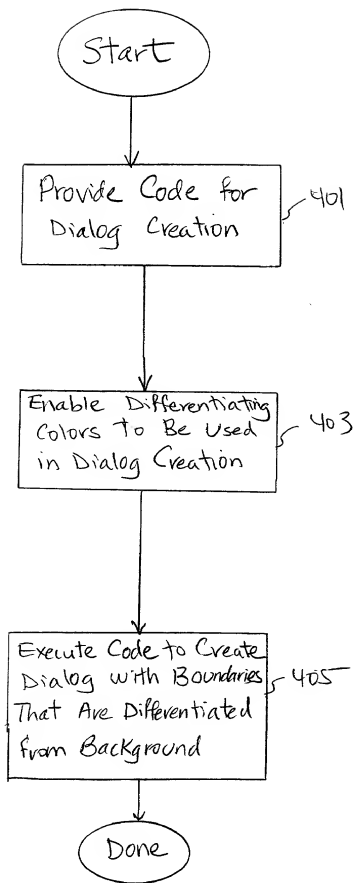 Start
Provide Code for
Dialog Creation
401
Enable Differentiating
Colors To Be Used
in Dialog Creation
403
Execute Code to Create
Dialog with Boundaries
That Are Differentiated
from Background
405
Done